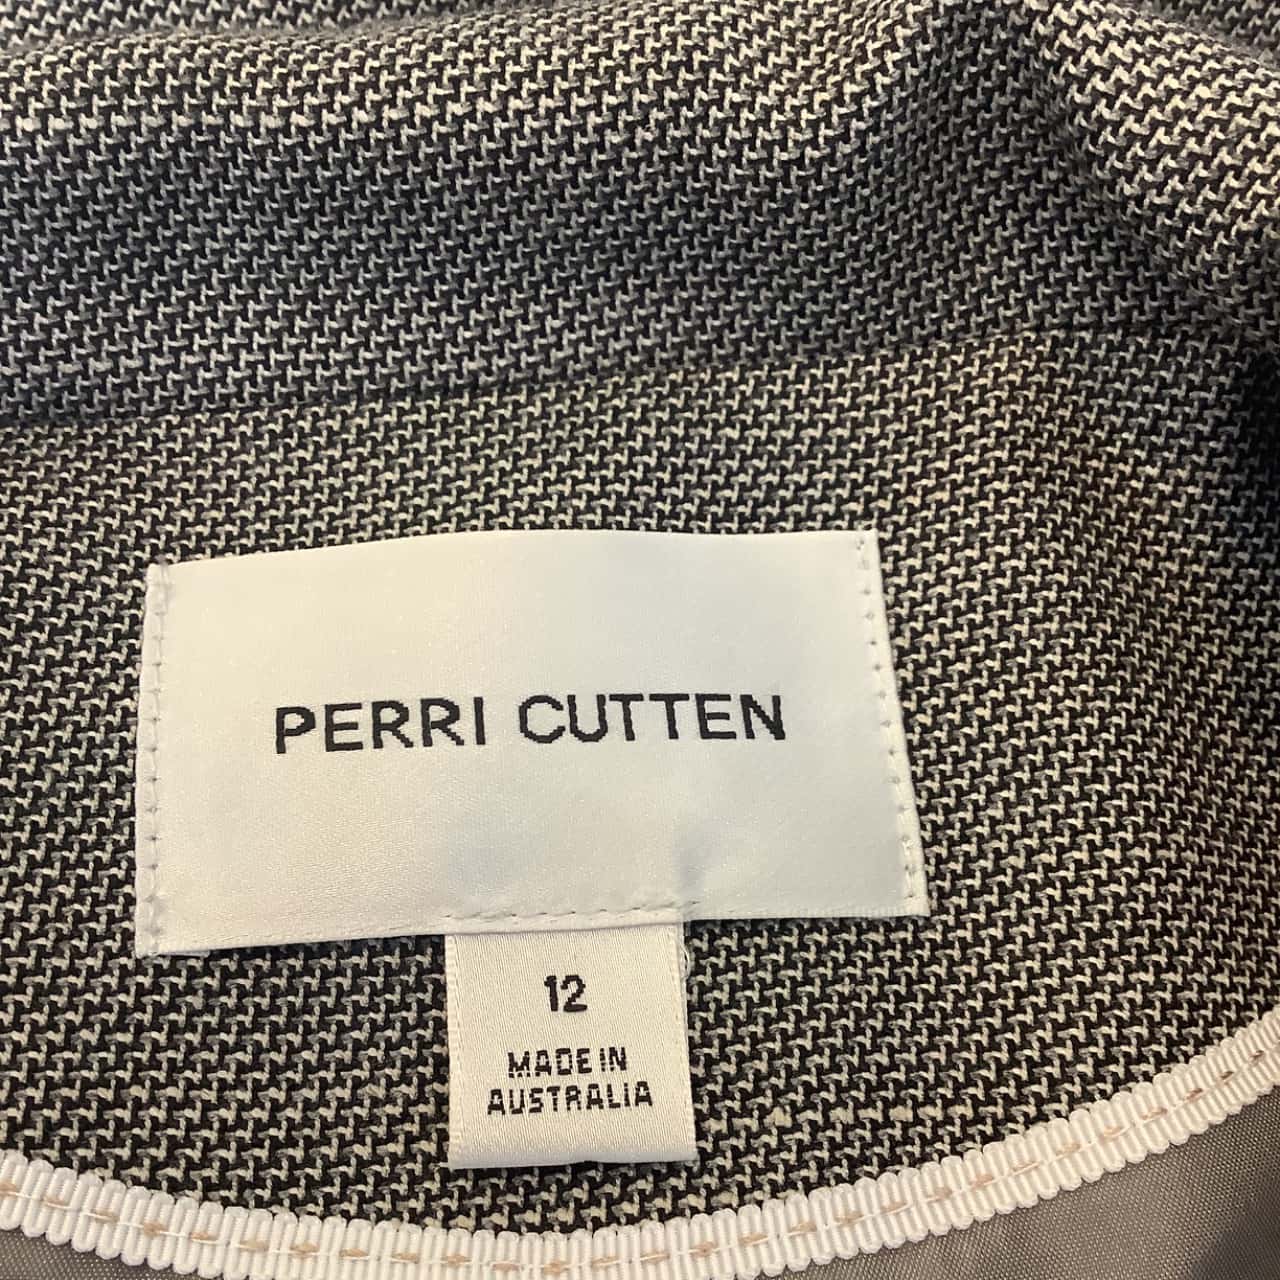 PERRI CUTTEN
12
MADE IN
AUSTRALIA